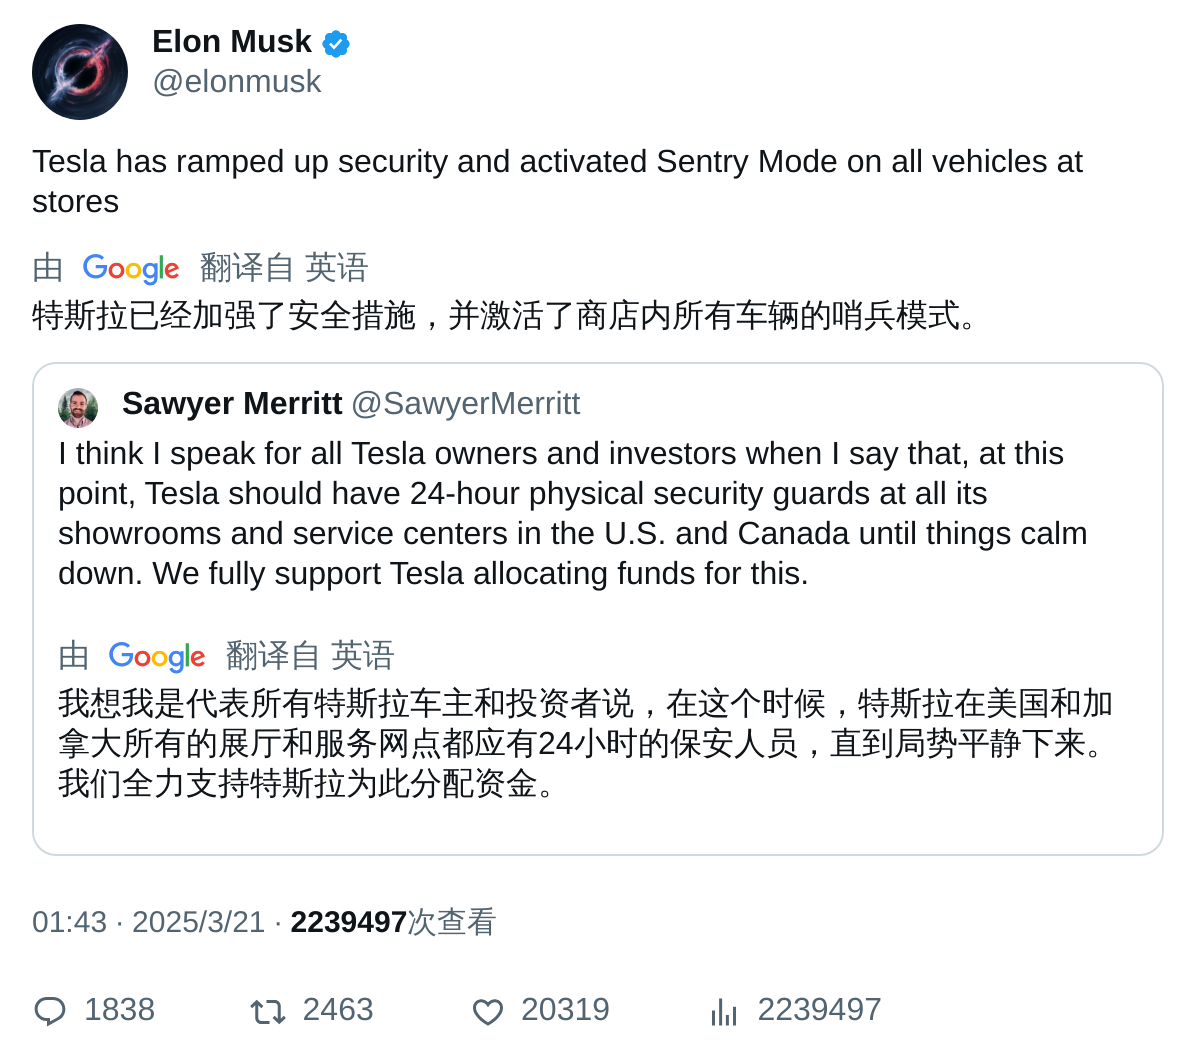 Elon Musk
@elonmusk
Tesla has ramped up security and activated Sentry Mode on all vehicles at
stores
由 Google 翻译自 英语
特斯拉已经加强了安全措施，并激活了商店内所有车辆的哨兵模式。
Sawyer Merritt @SawyerMerritt
I think I speak for all Tesla owners and investors when I say that, at this
point, Tesla should have 24-hour physical security guards at all its
showrooms and service centers in the U.S. and Canada until things calm
down. We fully support Tesla allocating funds for this.
由 Google 翻译自 英语
我想我是代表所有特斯拉车主和投资者说，在这个时候，特斯拉在美国和加
拿大所有的展厅和服务网点都应有24小时的保安人员，直到局势平静下来。
我们全力支持特斯拉为此分配资金。
01:43 · 2025/3/21 · 2239497次查看
1838 2463 20319 2239497